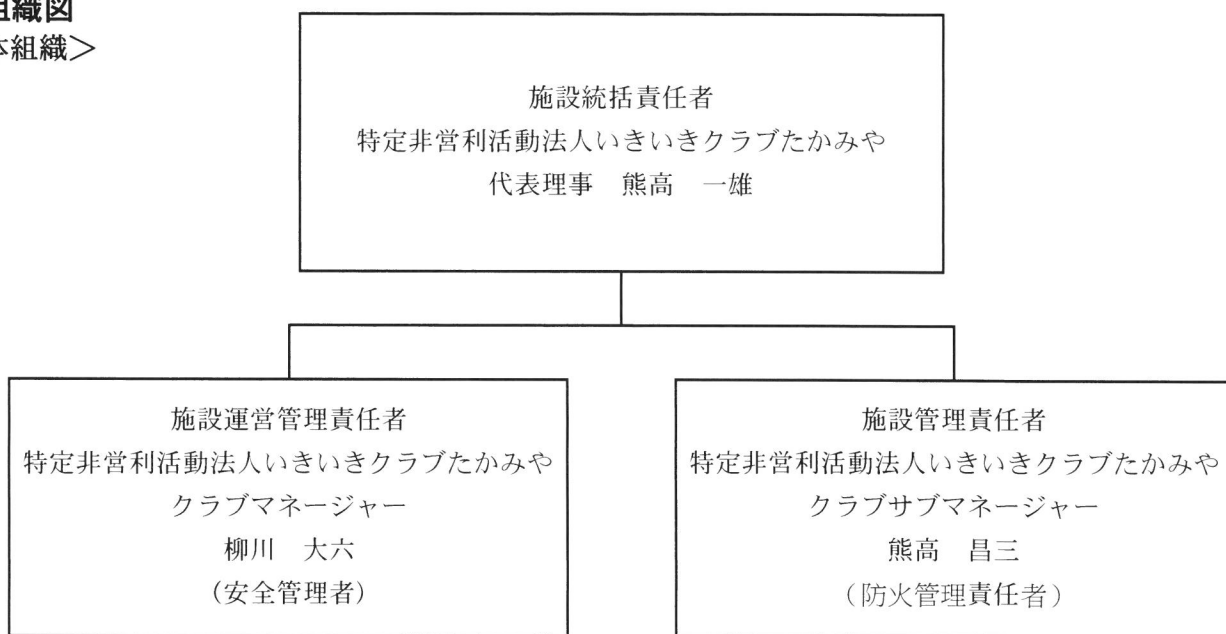 組織図
本組織＞
施設統括責任者
特定非営利活動法人いきいきクラブたかみや
代表理事　熊高　一雄
施設運営管理責任者
特定非営利活動法人いきいきクラブたかみや
クラブマネージャー
柳川　大六
（安全管理者）
施設管理責任者
特定非営利活動法人いきいきクラブたかみや
クラブサブマネージャー
熊高　昌三
（防火管理責任者）